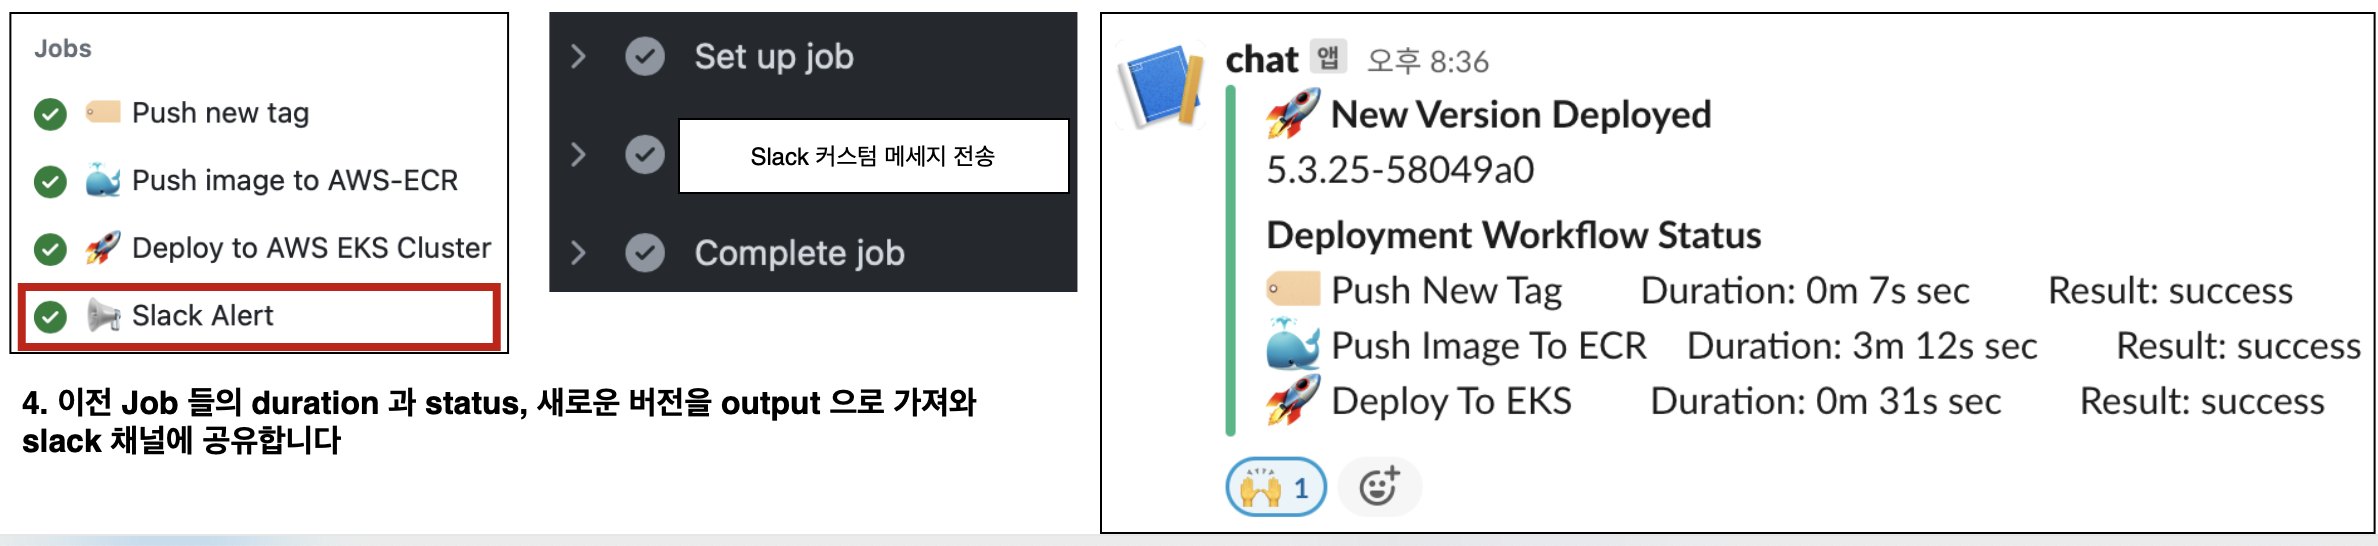 Jobs
Push new tag
Push image to AWS-ECR
Deploy to AWS EKS Cluster
Slack Alert
Set up job
Slack 커스텀 메세지 전송
Complete job
4. 이전 Job 들의 duration 과 status, 새로운 버전을 output 으로 가져와
slack 채널에 공유합니다
chat 앱 오후 8:36
New Version Deployed
5.3.25-58049a0
Deployment Workflow Status
Push New Tag Duration: 0m 7s sec Result: success
Push Image To ECR Duration: 3m 12s sec Result: success
Deploy To EKS Duration: 0m 31s sec Result: success
1